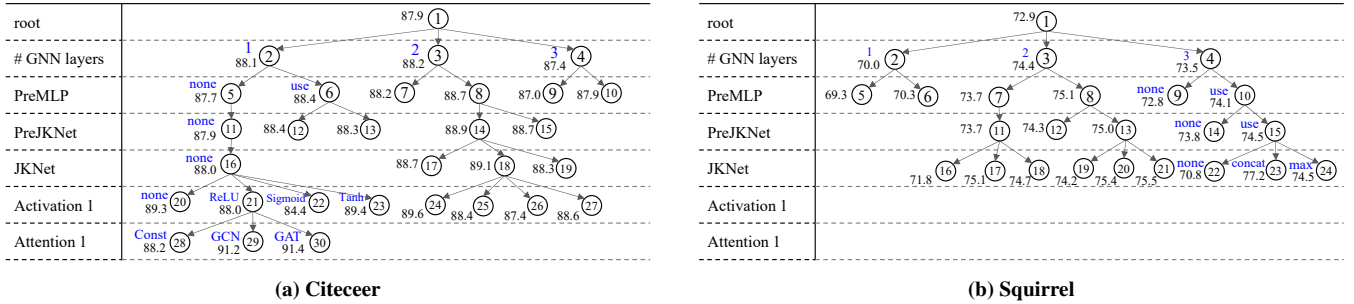 root
87.9 1
# GNN layers
1 88.1 2
2 88.2 3
3 87.4 4
PreMLP
none 87.7 5
use 88.4 6
88.2 7
88.7 8
87.0 9
87.9 10
PreJKNet
none 87.9 11
88.4 12
88.3 13
88.9 14
88.7 15
JKNet
none 88.0 16
88.7 17
89.1 18
88.3 19
Activation 1
none 89.3 20
ReLU 88.0 21
Sigmoid 84.4 22
Tanh 89.4 23
89.6 24
88.4 25
87.4 26
88.6 27
Attention 1
Const 88.2 28
GCN 91.2 29
GAT 91.4 30
(a) Citeceer
root
72.9 1
# GNN layers
1 70.0 2
2 74.4 3
3 73.5 4
PreMLP
69.3 5
70.3 6
73.7 7
75.1 8
none 72.8 9
use 74.1 10
PreJKNet
73.7 11
74.3 12
75.0 13
none 73.8 14
use 74.5 15
JKNet
71.8 16
75.1 17
74.7 18
74.2 19
75.4 20
75.5 21
none 70.8 22
concat 77.2 23
max 74.5 24
Activation 1
Attention 1
(b) Squirrel